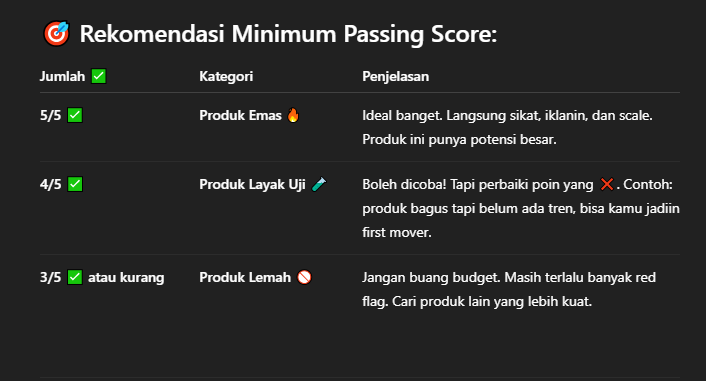 🎯 Rekomendasi Minimum Passing Score:
Jumlah ✅ Kategori Penjelasan
5/5 ✅ Produk Emas 🔥 Ideal banget. Langsung sikat, iklanin, dan scale.
Produk ini punya potensi besar.
4/5 ✅ Produk Layak Uji 🧪 Boleh dicoba! Tapi perbaiki poin yang ❌. Contoh:
produk bagus tapi belum ada tren, bisa kamu jadiin
first mover.
3/5 ✅ atau kurang Produk Lemah 🚫 Jangan buang budget. Masih terlalu banyak red
flag. Cari produk lain yang lebih kuat.